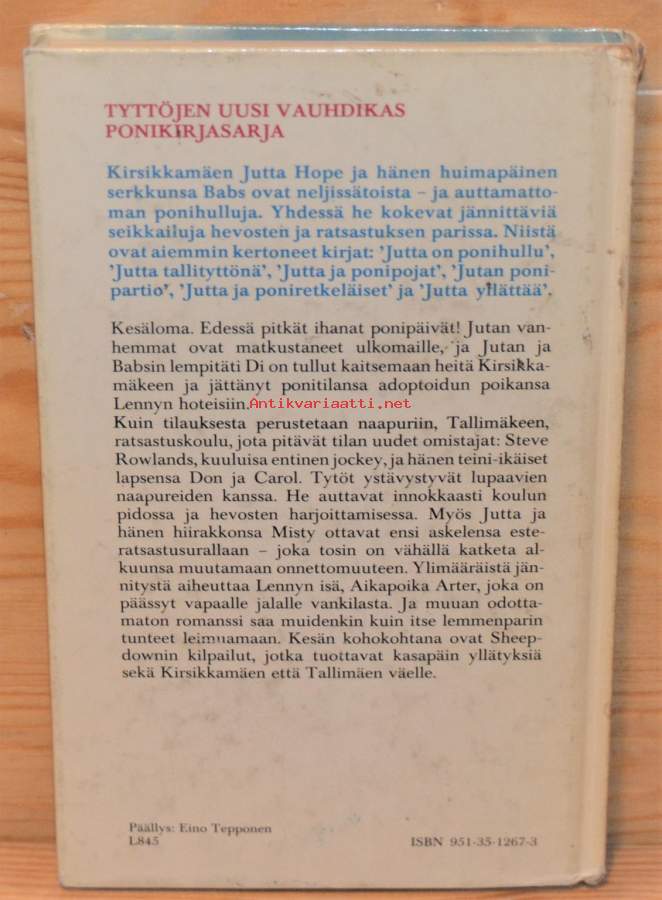 TYTTÖJEN UUSI VAUHDIKAS
PONIKIRJASARJA
Kirsikkamäen Jutta Hope ja hänen huimapäinen
serkkunsa Babs ovat neljissätoista – ja auttamatto-
man ponihulluja. Yhdessä he kokevat jännittäviä
seikkailuja hevosten ja ratsastuksen parissa. Niistä
ovat aiemmin kertoneet kirjat: 'Jutta on ponihullu',
'Jutta tallityttönä', 'Jutta ja ponipojat', 'Jutan poni-
partio', 'Jutta ja poniretkeläiset' ja 'Jutta yllättää'.
Kesäloma. Edessä pitkät ihanat ponipäivät! Jutan van-
hemmat ovat matkustaneet ulkomaille, ja Jutan ja
Babsin lempitäti Di on tullut kaitsemaan heitä Kirsikka-
mäkeen ja jättänyt ponitilansa adoptoidun poikansa
Lennyn hoteisiin.
Antikvariaatti.net
Kuin tilauksesta perustetaan naapuriin, Tallimäkeen,
ratsastuskoulu, jota pitävät tilan uudet omistajat: Steve
Rowlands, kuuluisa entinen jockey, ja hänen teini-ikäiset
lapsensa Don ja Carol. Tytöt ystävystyvät lupaavien
naapureiden kanssa. He auttavat innokkaasti koulun
pidossa ja hevosten harjoittamisessa. Myös Jutta ja
hänen hiirakkonsa Misty ottavat ensi askelensa este-
ratsastusurallaan – joka tosin on vähällä katketa al-
kuunsa muutamaan onnettomuuteen. Ylimääräistä jän-
nitystä aiheuttaa Lennyn isä, Aikapoika Arter, joka on
päässyt vapaalle jalalle vankilasta. Ja muuan odotta-
maton romanssi saa muidenkin kuin itse lemmenparin
tunteet leimuamaan. Kesän kohokohtana ovat Sheep-
downin kilpailut, jotka tuottavat kasapäin yllätyksiä
sekä Kirsikkamäen että Tallimäen väelle.
Päällys: Eino Tepponen
L845
ISBN 951-35-1267-3